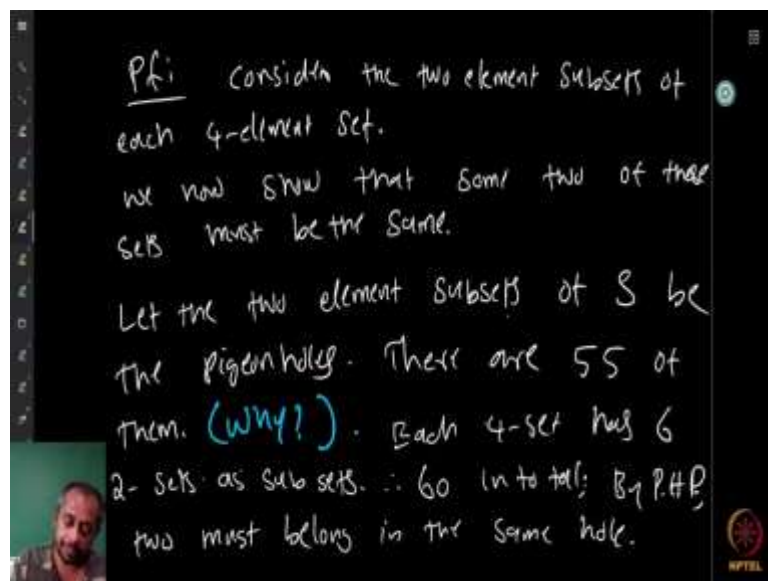 Pf: Consider the two element subsets of
each 4-element set.
we now show that some two of these
sets must be the same.
Let the two element subsets of S be
the pigeonholes. There are 55 of
them. (Why?). Each 4-set has 6
2-sets as subsets. ∴ 60 in total. By P.H.P,
two must belong in the same hole.
NPTEL